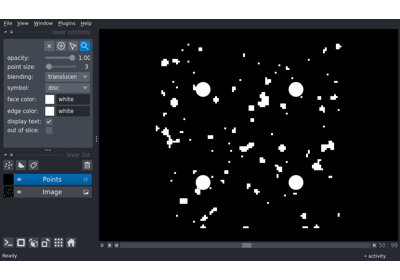 File View Window Plugins Help
layer controls
opacity: 1.00
point size: 3
blending: translucen
symbol: disc
face color: white
edge color: white
display text:
out of slice:
layer list
Points
Image
0 50 99
Ready activity